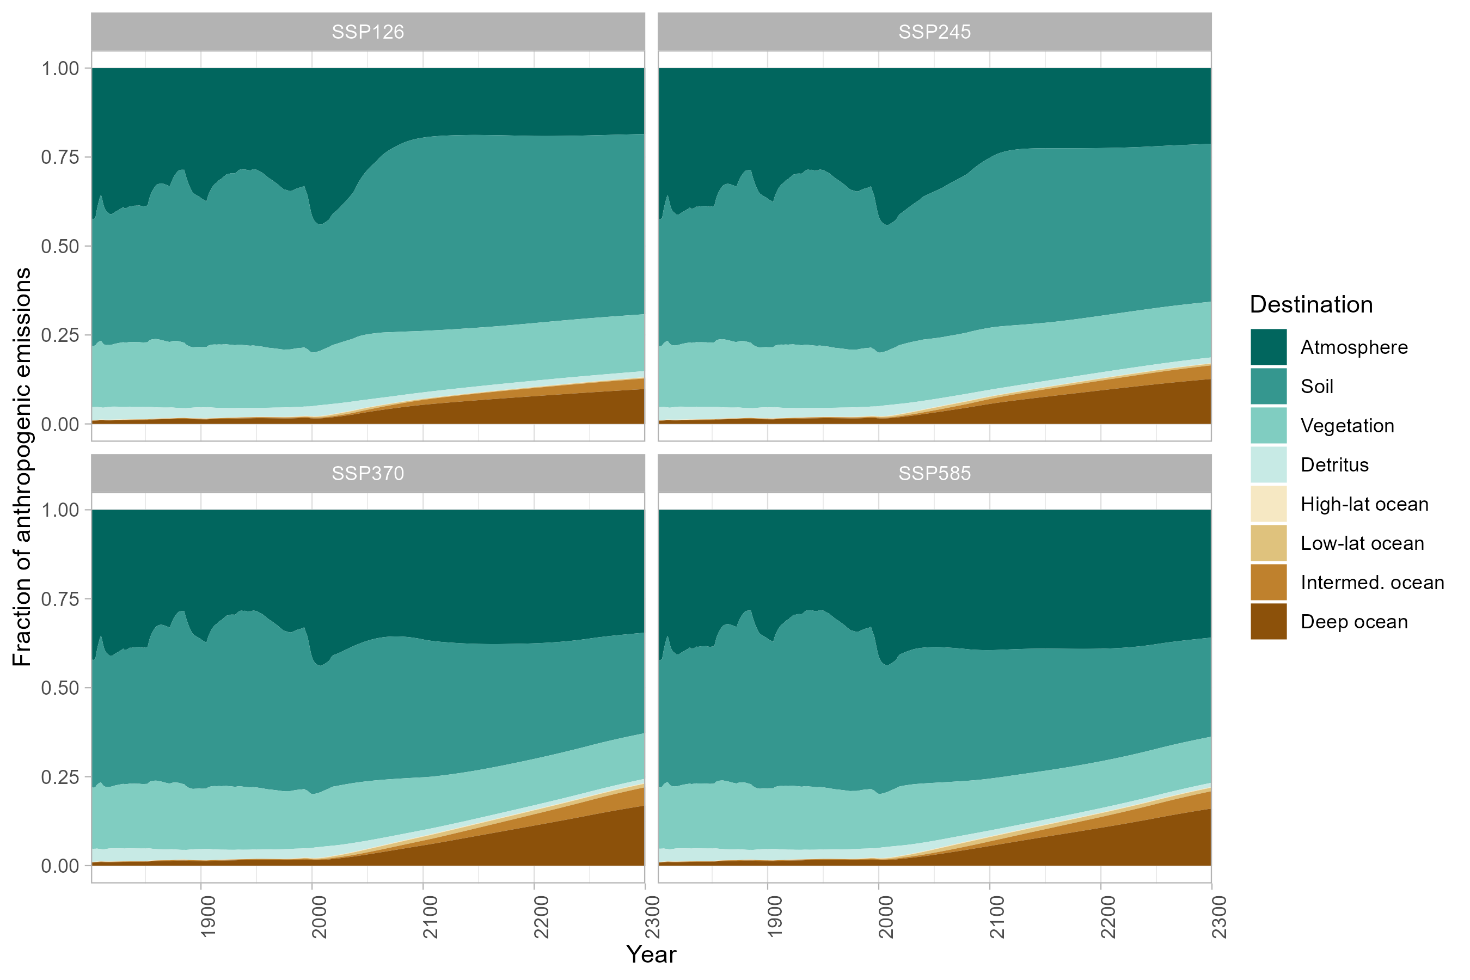 SSP126
SSP245
1.00
0.75
0.50
0.25
0.00
SSP370
SSP585
1.00
0.75
0.50
0.25
0.00
Fraction of anthropogenic emissions
1900
2000
2100
2200
2300
1900
2000
2100
2200
2300
Year
Destination
Atmosphere
Soil
Vegetation
Detritus
High-lat ocean
Low-lat ocean
Intermed. ocean
Deep ocean